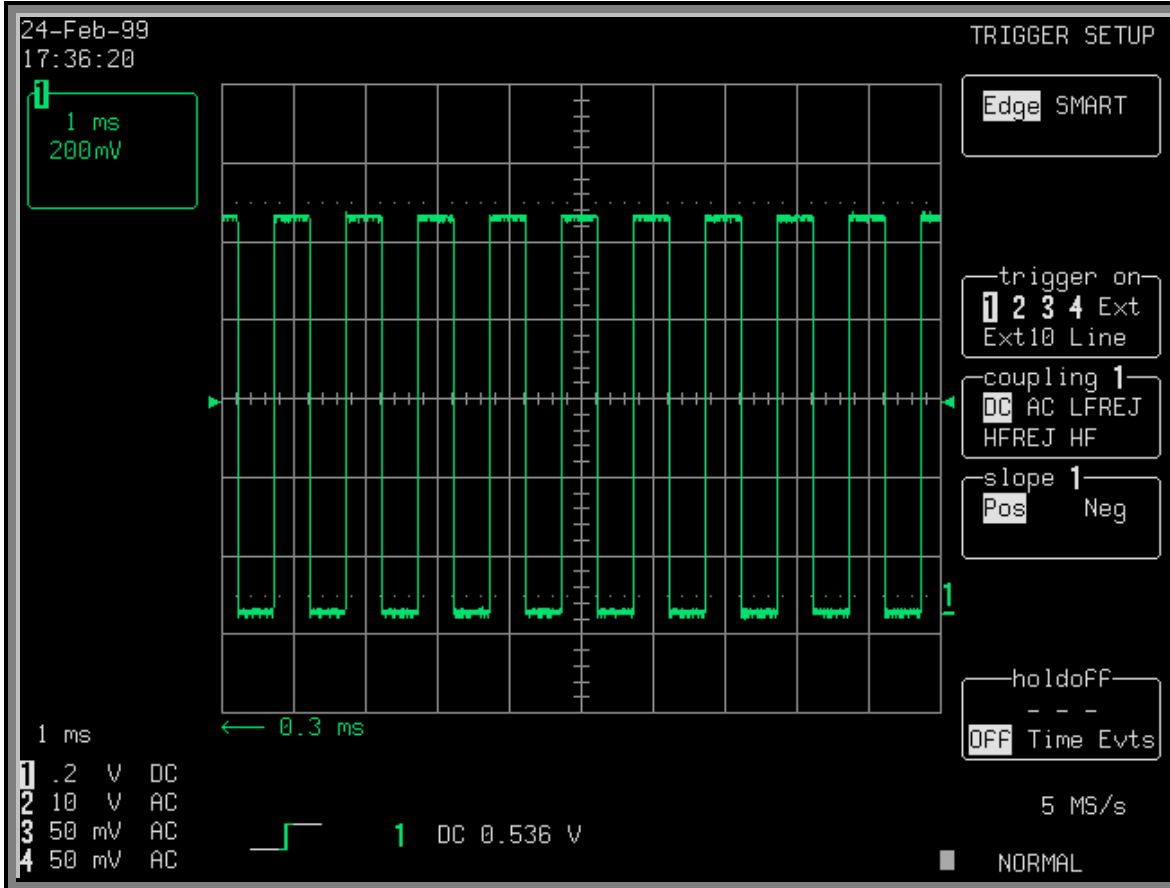 24-Feb-99
17:36:20
TRIGGER SETUP
1
1 ms
200mV
Edge SMART
trigger on
1 2 3 4 Ext
Ext10 Line
coupling 1
DC AC LFREJ
HFREJ HF
slope 1
Pos Neg
1
holdoff
- - -
OFF Time Evts
← 0.3 ms
1 ms
1 .2 V DC
2 10 V AC
3 50 mV AC
4 50 mV AC
1 DC 0.536 V
5 MS/s
NORMAL